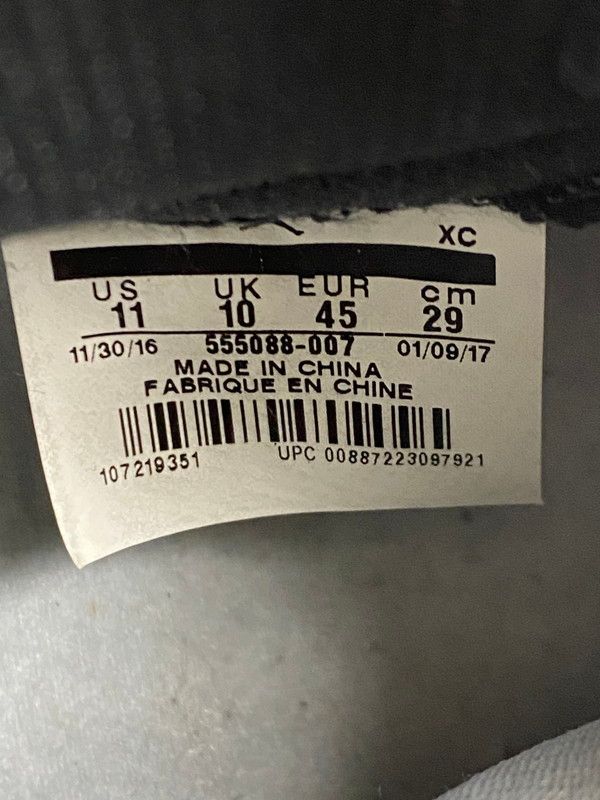 XC
US UK EUR cm
11 10 45 29
11/30/16 555088-007 01/09/17
MADE IN CHINA
FABRIQUE EN CHINE
107219351 UPC 00887223097921